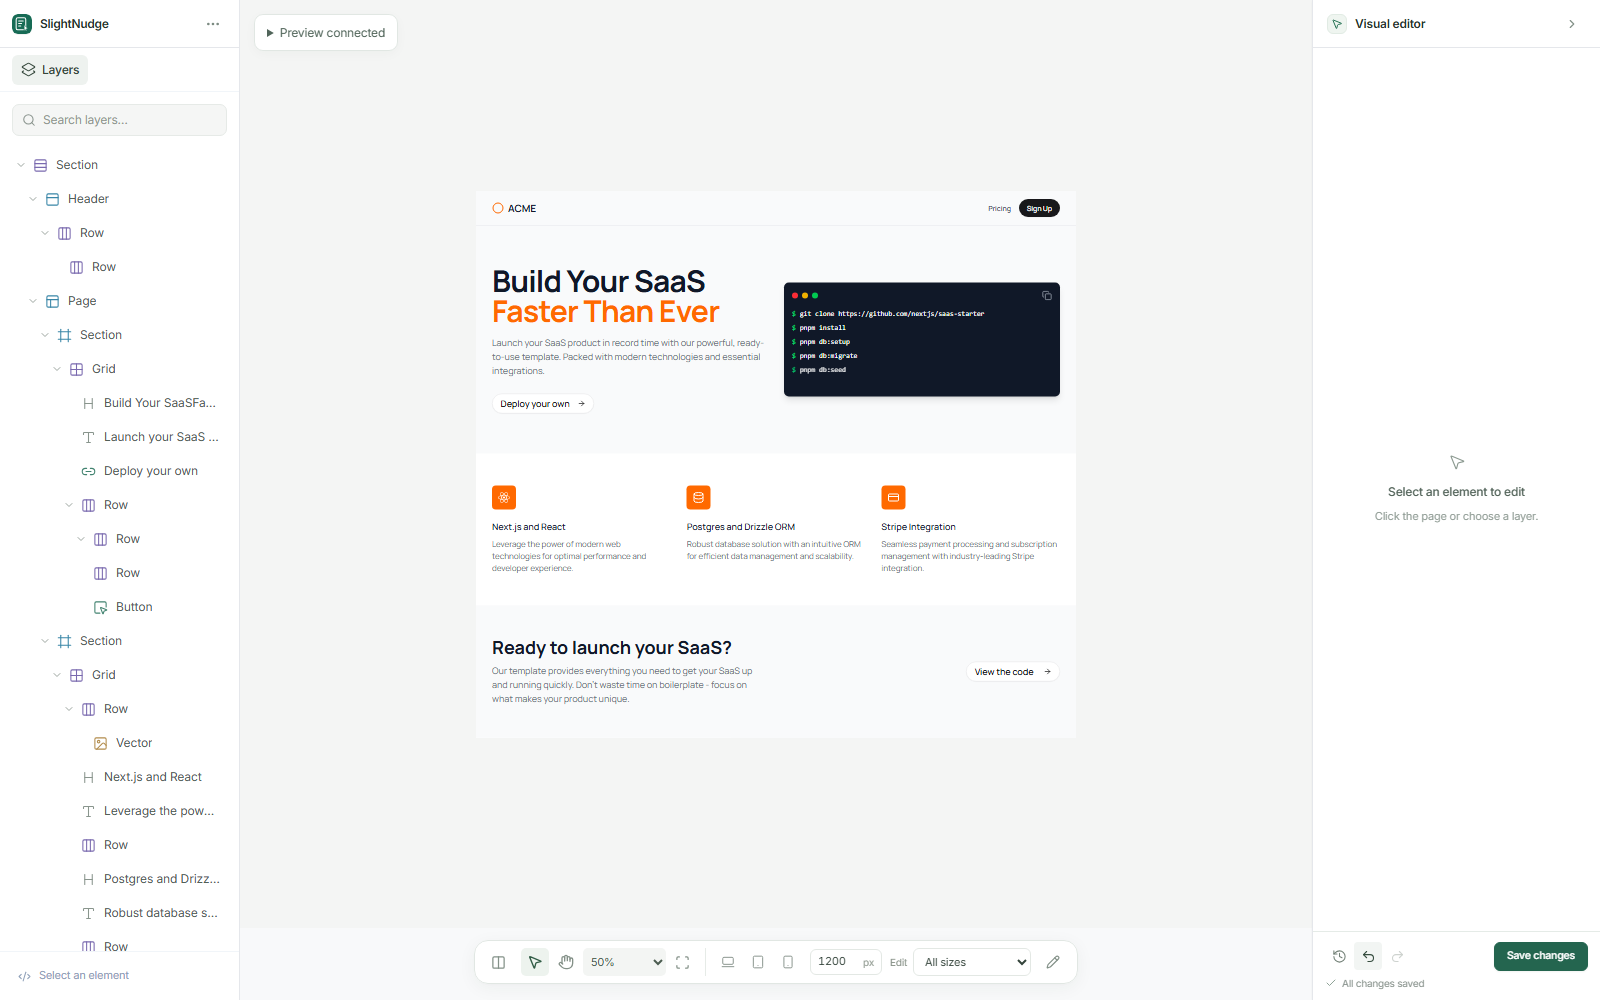 SlightNudge
Layers
Search layers...
Section
Header
Row
Row
Page
Section
Grid
Build Your SaaSFa...
Launch your SaaS ...
Deploy your own
Row
Row
Row
Button
Section
Grid
Row
Vector
Next.js and React
Leverage the pow...
Row
Postgres and Drizz...
Robust database s...
Row
Select an element
Preview connected
ACME
Pricing
Sign Up
Build Your SaaS
Faster Than Ever
Launch your SaaS product in record time with our powerful, ready-
to-use template. Packed with modern technologies and essential
integrations.
Deploy your own →
$ git clone https://github.com/nextjs/saas-starter
$ pnpm install
$ pnpm db:setup
$ pnpm db:migrate
$ pnpm db:seed
Next.js and React
Leverage the power of modern web
technologies for optimal performance and
developer experience.
Postgres and Drizzle ORM
Robust database solution with an intuitive ORM
for efficient data management and scalability.
Stripe Integration
Seamless payment processing and subscription
management with industry-leading Stripe
integration.
Ready to launch your SaaS?
Our template provides everything you need to get your SaaS up
and running quickly. Don't waste time on boilerplate - focus on
what makes your product unique.
View the code →
50%
1200 px
Edit
All sizes
Visual editor
Select an element to edit
Click the page or choose a layer.
Save changes
All changes saved